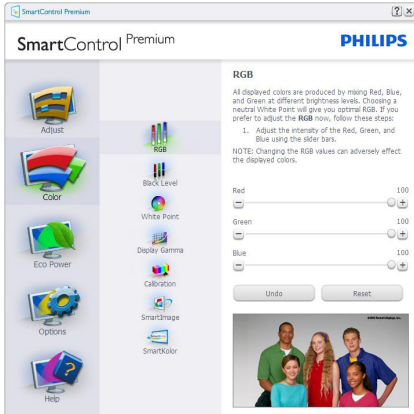 SmartControl Premium
SmartControl Premium
PHILIPS
Adjust
Color
Eco Power
Options
Help
RGB
Black Level
White Point
Display Gamma
Calibration
SmartImage
SmartKolor
RGB
All displayed colors are produced by mixing Red, Blue,
and Green at different brightness levels. Choosing a
neutral White Point will give you optimal RGB. If you
prefer to adjust the RGB now, follow these steps:
1. Adjust the intensity of the Red, Green, and
Blue using the slider bars.
NOTE: Changing the RGB values can adversely effect
the displayed colors.
Red 100
Green 100
Blue 100
Undo Reset